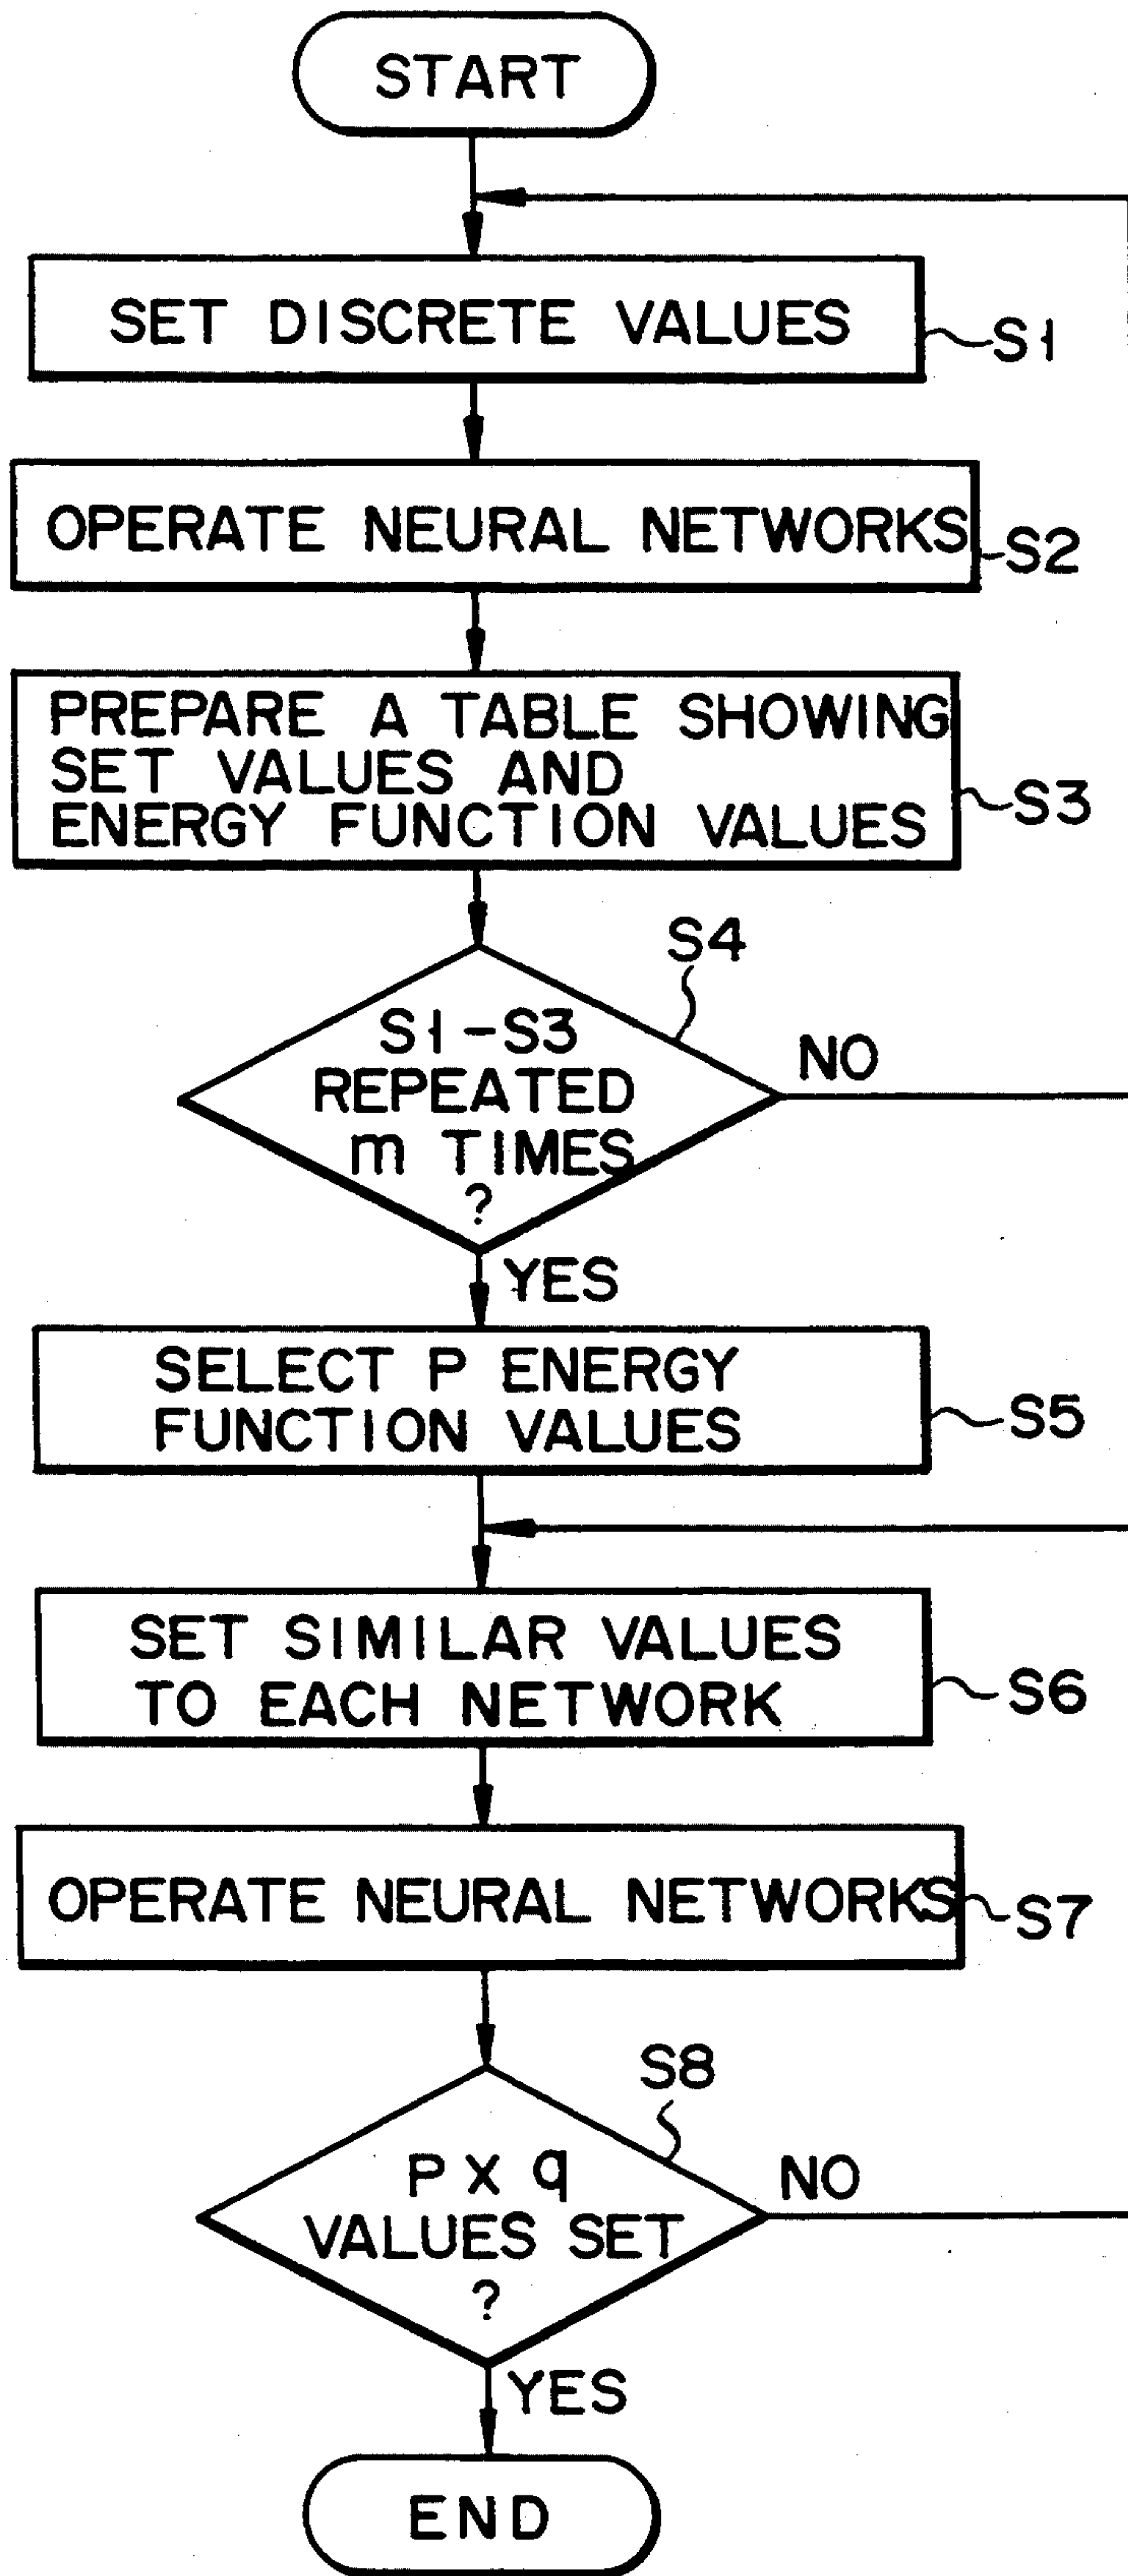 START
SET DISCRETE VALUES
S1
OPERATE NEURAL NETWORKS
S2
PREPARE A TABLE SHOWING
SET VALUES AND
ENERGY FUNCTION VALUES
S3
S4
S1-S3
REPEATED
m TIMES
?
NO
YES
SELECT P ENERGY
FUNCTION VALUES
S5
SET SIMILAR VALUES
TO EACH NETWORK
S6
OPERATE NEURAL NETWORKS
S7
S8
P X q
VALUES SET
?
NO
YES
END